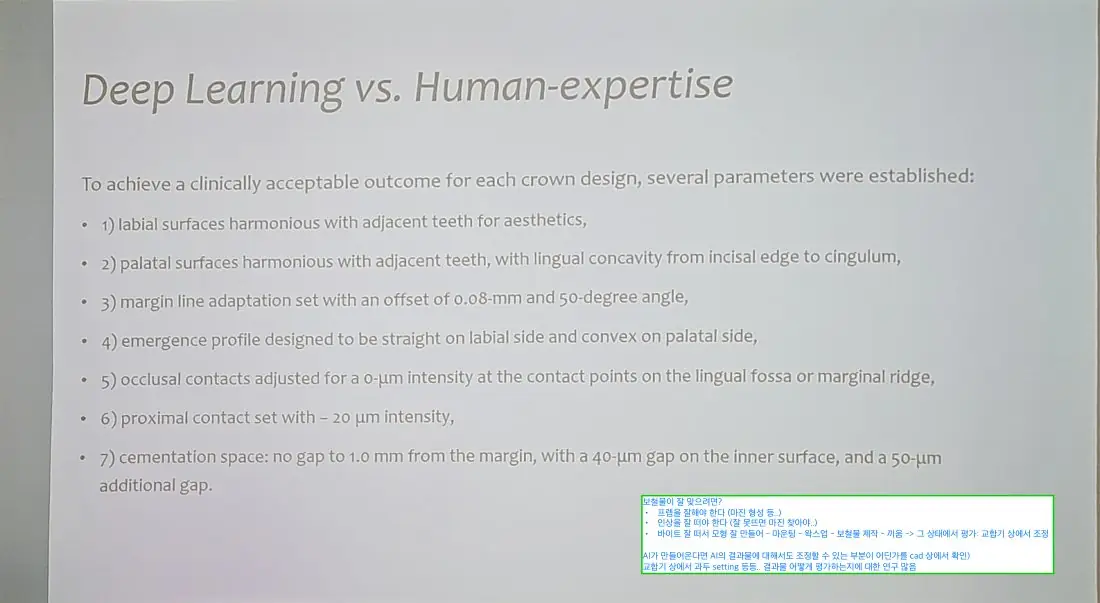 Deep Learning vs. Human-expertise
To achieve a clinically acceptable outcome for each crown design, several parameters were established:
• 1) labial surfaces harmonious with adjacent teeth for aesthetics,
• 2) palatal surfaces harmonious with adjacent teeth, with lingual concavity from incisal edge to cingulum,
• 3) margin line adaptation set with an offset of 0.08-mm and 50-degree angle,
• 4) emergence profile designed to be straight on labial side and convex on palatal side,
• 5) occlusal contacts adjusted for a 0-μm intensity at the contact points on the lingual fossa or marginal ridge,
• 6) proximal contact set with – 20 μm intensity,
• 7) cementation space: no gap to 1.0 mm from the margin, with a 40-μm gap on the inner surface, and a 50-μm
additional gap.
보철물이 잘 맞으려면?
• 프렙을 잘해야 한다 (마진 형성 등..)
• 인상을 잘 떠야 한다 (잘 못뜨면 마진 찾아야..)
• 바이트 잘 떠서 모형 잘 만들어 – 마운팅 – 왁스업 – 보철물 제작 – 끼움 -> 그 상태에서 평가: 교합기 상에서 조정
AI가 만들어온다면 AI의 결과물에 대해서도 조정할 수 있는 부분이 어딘가를 cad 상에서 확인)
교합기 상에서 과두 setting 등등.. 결과물 어떻게 평가하는지에 대한 연구 많음